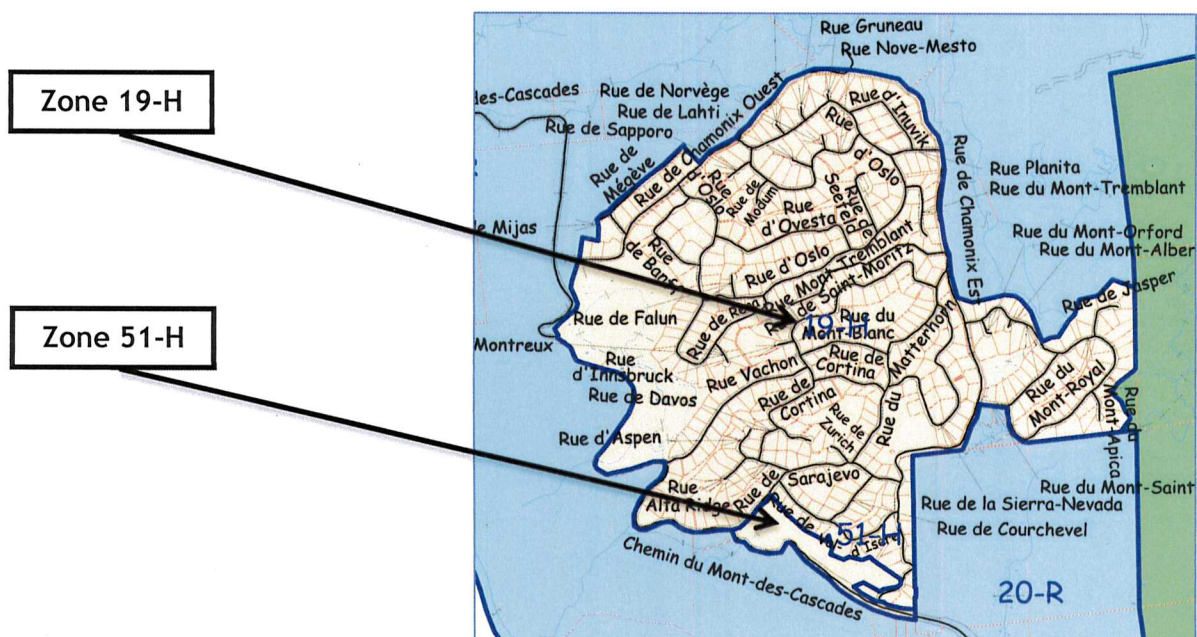 Zone 19-H
Zone 51-H
Rue Gruneau
Rue Nove-Mesto
des-Cascades
Rue de Norvège
Rue de Lahti
Rue de Sapporo
Rue de
Mégève
Rue de Chamonix Ouest
Rue d'Inuvik
Rue
d'Oslo
Rue
d'Oslo
Rue de
Modum
Rue de
Seefeld
Rue
d'Ovesta
Rue de Chamonix Est
Rue Planita
Rue du Mont-Tremblant
Rue du Mont-Orford
Rue du Mont-Alber
Rue de Jasper
de Mijas
Rue
de Banff
Rue d'Oslo
Rue Mont-Tremblant
Rue de Saint-Moritz
Rue de
Rue de Falun
19-H
Rue du
Mont-Blanc
Montreux
Rue
d'Innsbruck
Rue Vachon
Rue de
Cortina
Rue du Matterhorn
Rue de Davos
Rue de
Cortina
Rue de
Zurich
Rue du
Mont-Royal
Rue du
Mont-Apica
Rue d'Aspen
Rue
Alta Ridge
Rue de
Sarajevo
Rue de Val-d'Isère
51-H
Chemin du Mont-des-Cascades
Rue du Mont-Saint
Rue de la Sierra-Nevada
Rue de Courchevel
20-R